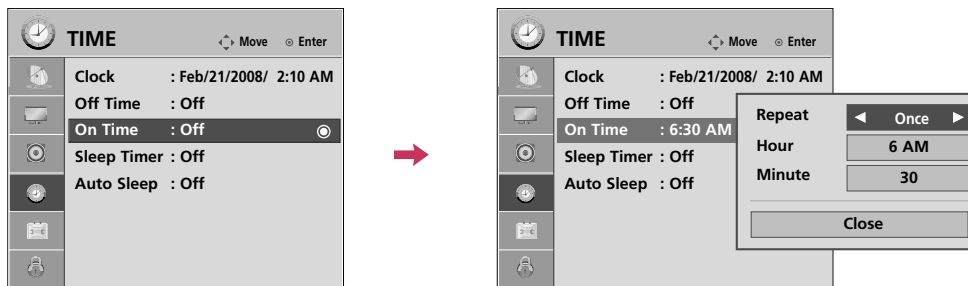 TIME
Move Enter
Clock : Feb/21/2008/ 2:10 AM
Off Time : Off
On Time : Off
Sleep Timer : Off
Auto Sleep : Off
TIME
Move Enter
Clock : Feb/21/2008/ 2:10 AM
Off Time : Off
On Time : 6:30 AM
Sleep Timer : Off
Auto Sleep : Off
Repeat Once
Hour 6 AM
Minute 30
Close